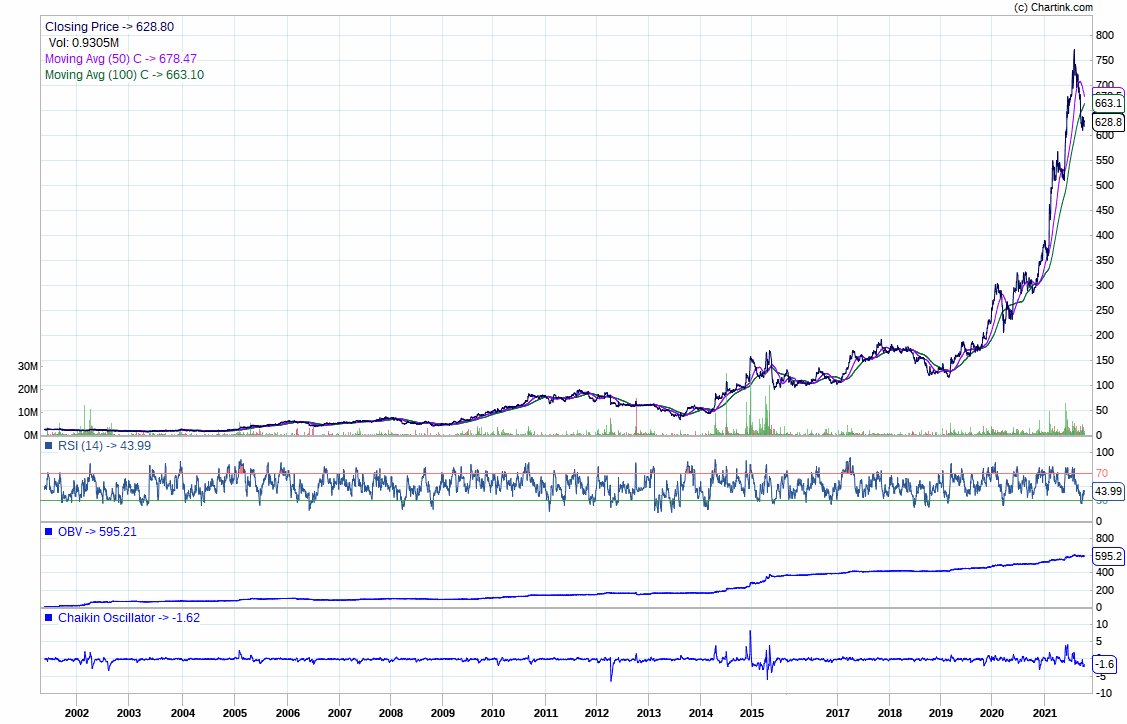 (c) Chartink.com
Closing Price -> 628.80
Vol: 0.9305M
Moving Avg (50) C -> 678.47
Moving Avg (100) C -> 663.10
800
750
700
663.1
628.8
600
550
500
450
400
350
300
250
200
150
100
50
0
30M
20M
10M
0M
RSI (14) -> 43.99
100
70
43.99
0
OBV -> 595.21
800
595.2
400
200
0
Chaikin Oscillator -> -1.62
10
5
-1.6
-5
-10
2002 2003 2004 2005 2006 2007 2008 2009 2010 2011 2012 2013 2014 2015 2017 2018 2019 2020 2021